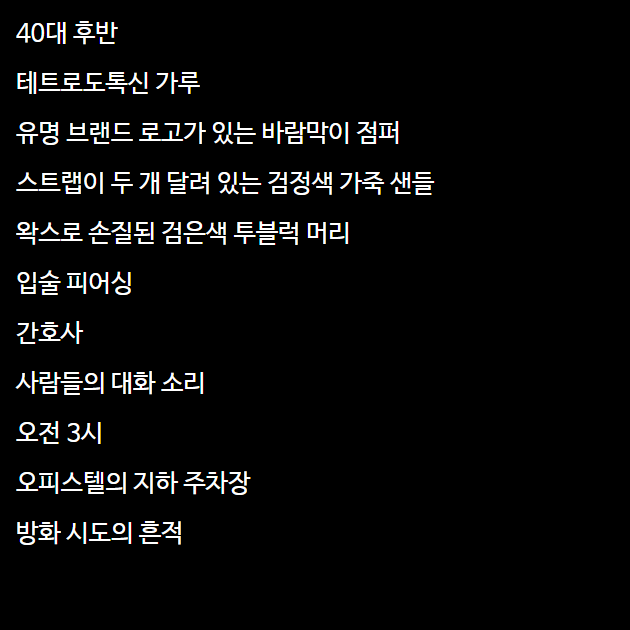 40대 후반
테트로도톡신 가루
유명 브랜드 로고가 있는 바람막이 점퍼
스트랩이 두 개 달려 있는 검정색 가죽 샌들
왁스로 손질된 검은색 투블럭 머리
입술 피어싱
간호사
사람들의 대화 소리
오전 3시
오피스텔의 지하 주차장
방화 시도의 흔적